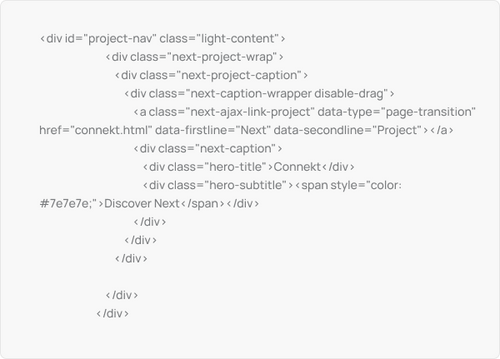 <div id="project-nav" class="light-content">
<div class="next-project-wrap">
<div class="next-project-caption">
<div class="next-caption-wrapper disable-drag">
<a class="next-ajax-link-project" data-type="page-transition"
href="connekt.html" data-firstline="Next" data-secondline="Project"></a>
<div class="next-caption">
<div class="hero-title">Connekt</div>
<div class="hero-subtitle"><span style="color:
#7e7e7e;">Discover Next</span></div>
</div>
</div>
</div>
</div>
</div>